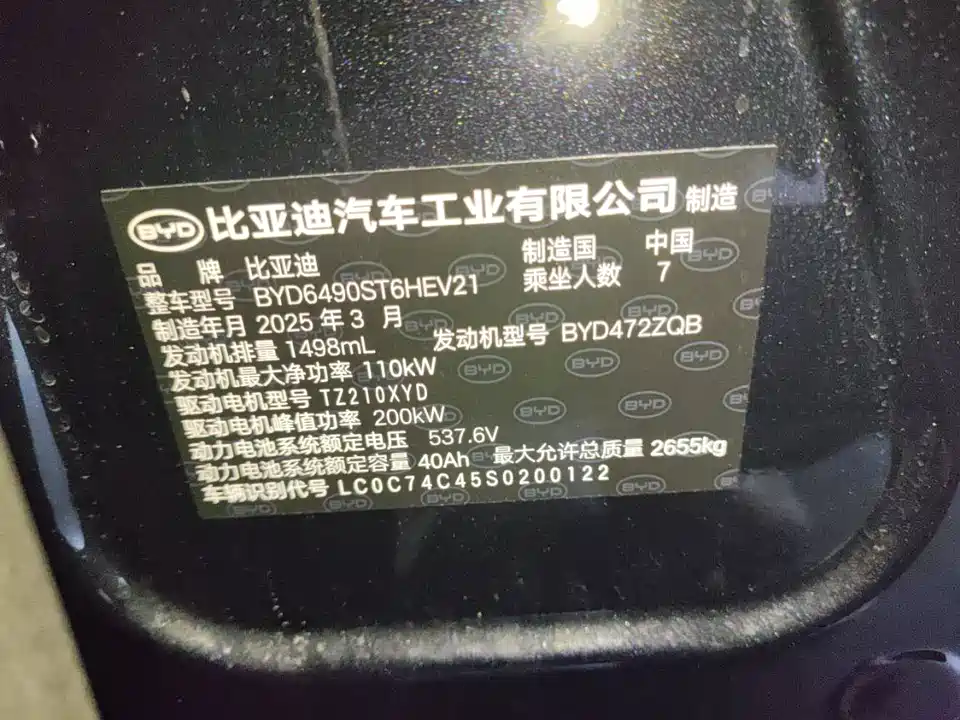 BYD 比亚迪汽车工业有限公司 制造
品 牌 比亚迪 制造国 中国
整车型号 BYD6490ST6HEV21 乘坐人数 7
制造年月 2025 年 3 月
发动机排量 1498mL 发动机型号 BYD472ZQB
发动机最大净功率 110kW
驱动电机型号 TZ210XYD
驱动电机峰值功率 200kW
动力电池系统额定电压 537.6V
动力电池系统额定容量 40Ah 最大允许总质量 2655kg
车辆识别代号 LC0C74C45S0200122